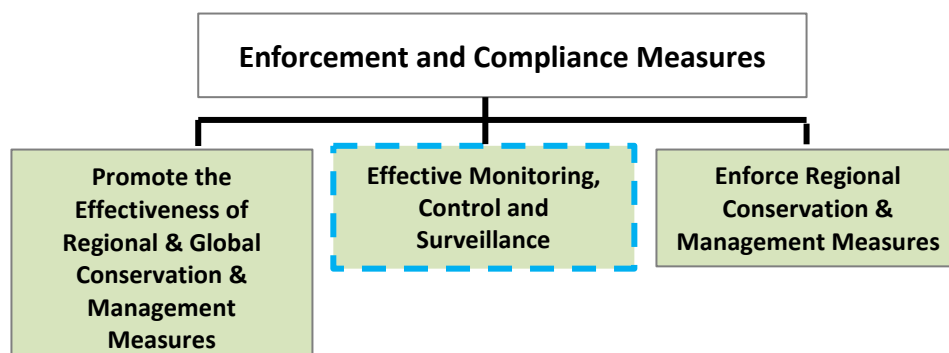 Enforcement and Compliance Measures
Promote the
Effectiveness of
Regional & Global
Conservation &
Management
Measures
Effective Monitoring,
Control and
Surveillance
Enforce Regional
Conservation &
Management Measures